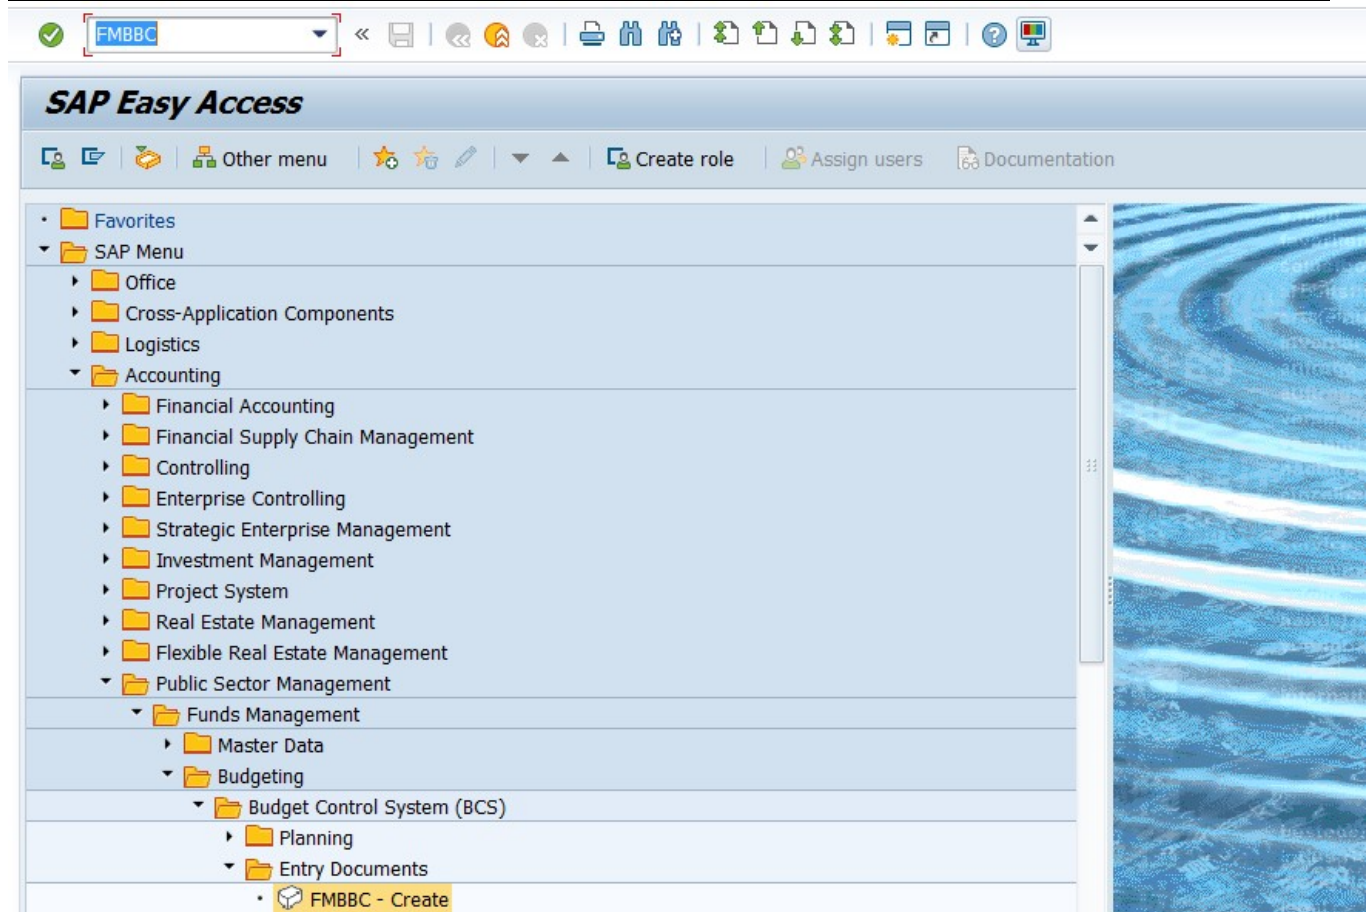 FMBBC
SAP Easy Access
Other menu Create role Assign users Documentation
Favorites
SAP Menu
Office
Cross-Application Components
Logistics
Accounting
Financial Accounting
Financial Supply Chain Management
Controlling
Enterprise Controlling
Strategic Enterprise Management
Investment Management
Project System
Real Estate Management
Flexible Real Estate Management
Public Sector Management
Funds Management
Master Data
Budgeting
Budget Control System (BCS)
Planning
Entry Documents
FMBBC - Create